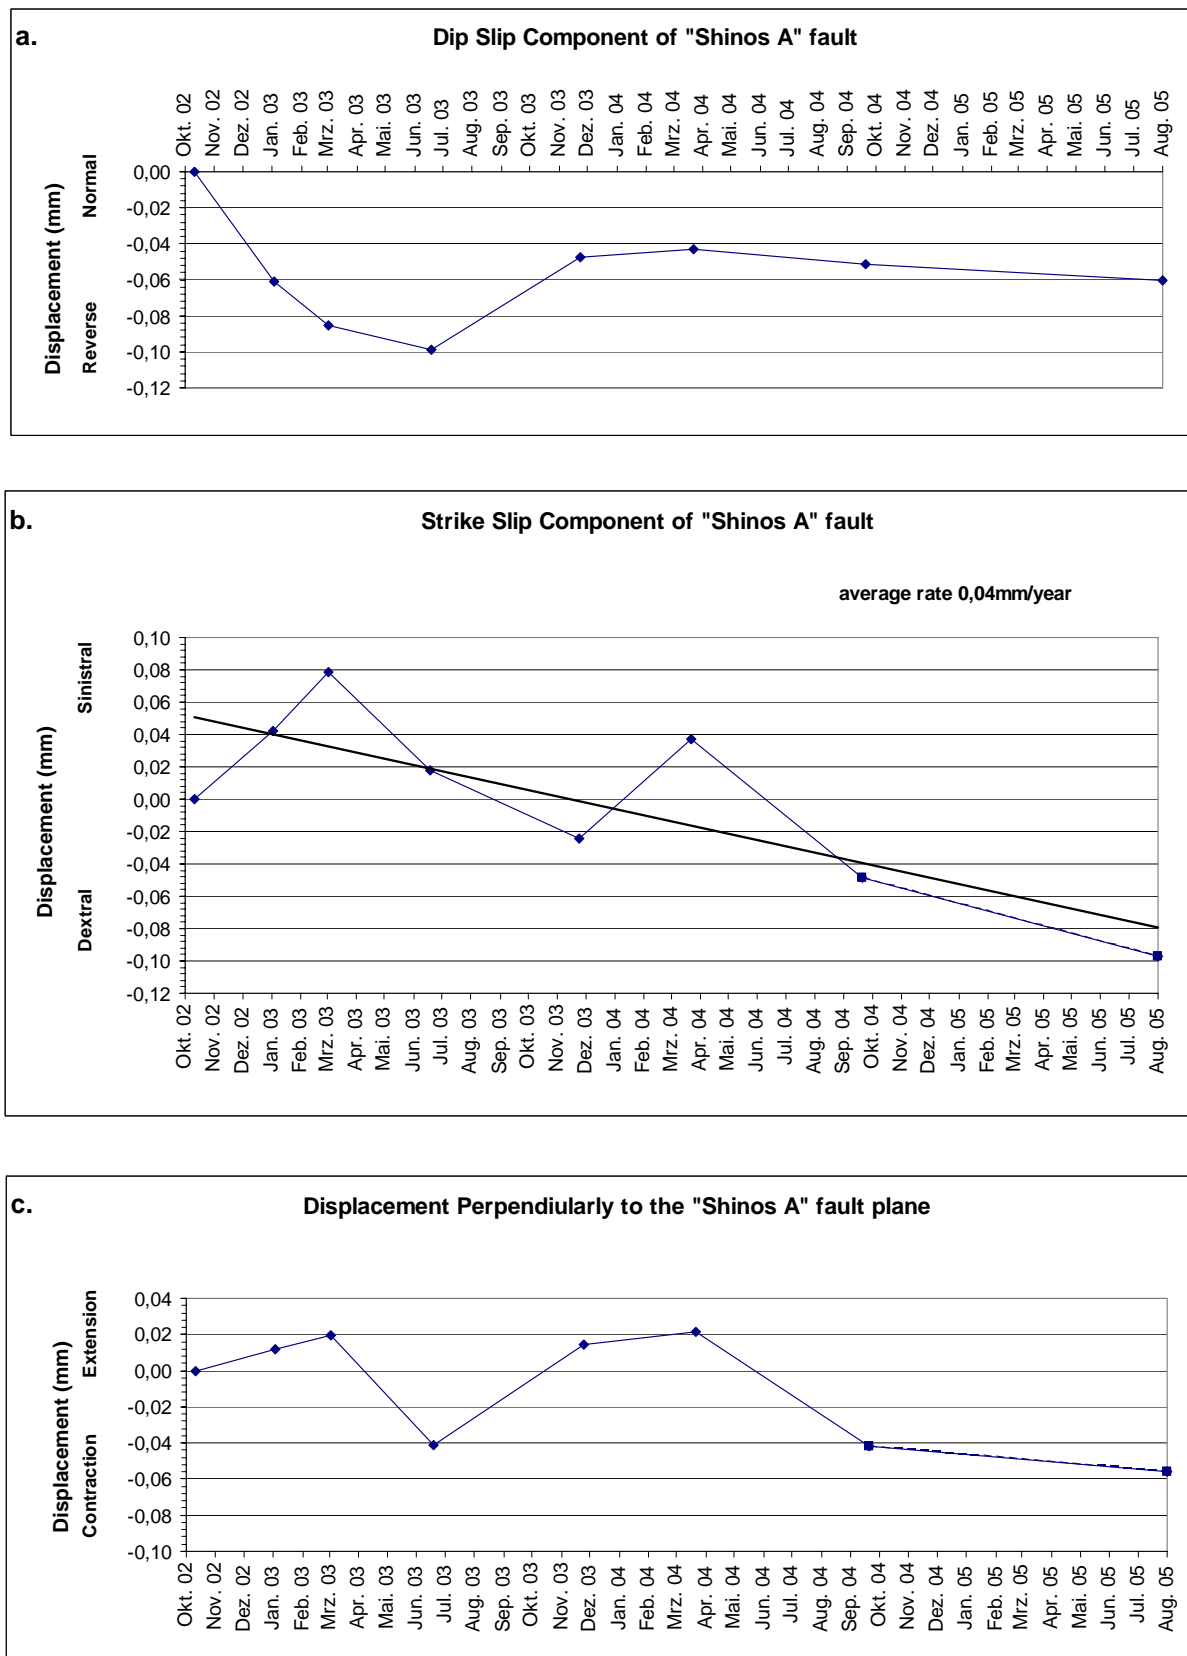 a.
Dip Slip Component of "Shinos A" fault
Okt. 02
Nov. 02
Dez. 02
Jan. 03
Feb. 03
Mrz. 03
Apr. 03
Mai. 03
Jun. 03
Jul. 03
Aug. 03
Sep. 03
Okt. 03
Nov. 03
Dez. 03
Jan. 04
Feb. 04
Mrz. 04
Apr. 04
Mai. 04
Jun. 04
Jul. 04
Aug. 04
Sep. 04
Okt. 04
Nov. 04
Dez. 04
Jan. 05
Feb. 05
Mrz. 05
Apr. 05
Mai. 05
Jun. 05
Jul. 05
Aug. 05
Displacement (mm)
Normal
Reverse
0,00
-0,02
-0,04
-0,06
-0,08
-0,10
-0,12
b.
Strike Slip Component of "Shinos A" fault
average rate 0,04mm/year
Displacement (mm)
Sinistral
Dextral
0,10
0,08
0,06
0,04
0,02
0,00
-0,02
-0,04
-0,06
-0,08
-0,10
-0,12
Okt. 02
Nov. 02
Dez. 02
Jan. 03
Feb. 03
Mrz. 03
Apr. 03
Mai. 03
Jun. 03
Jul. 03
Aug. 03
Sep. 03
Okt. 03
Nov. 03
Dez. 03
Jan. 04
Feb. 04
Mrz. 04
Apr. 04
Mai. 04
Jun. 04
Jul. 04
Aug. 04
Sep. 04
Okt. 04
Nov. 04
Dez. 04
Jan. 05
Feb. 05
Mrz. 05
Apr. 05
Mai. 05
Jun. 05
Jul. 05
Aug. 05
c.
Displacement Perpendiularly to the "Shinos A" fault plane
Displacement (mm)
Extension
Contraction
0,04
0,02
0,00
-0,02
-0,04
-0,06
-0,08
-0,10
Okt. 02
Nov. 02
Dez. 02
Jan. 03
Feb. 03
Mrz. 03
Apr. 03
Mai. 03
Jun. 03
Jul. 03
Aug. 03
Sep. 03
Okt. 03
Nov. 03
Dez. 03
Jan. 04
Feb. 04
Mrz. 04
Apr. 04
Mai. 04
Jun. 04
Jul. 04
Aug. 04
Sep. 04
Okt. 04
Nov. 04
Dez. 04
Jan. 05
Feb. 05
Mrz. 05
Apr. 05
Mai. 05
Jun. 05
Jul. 05
Aug. 05